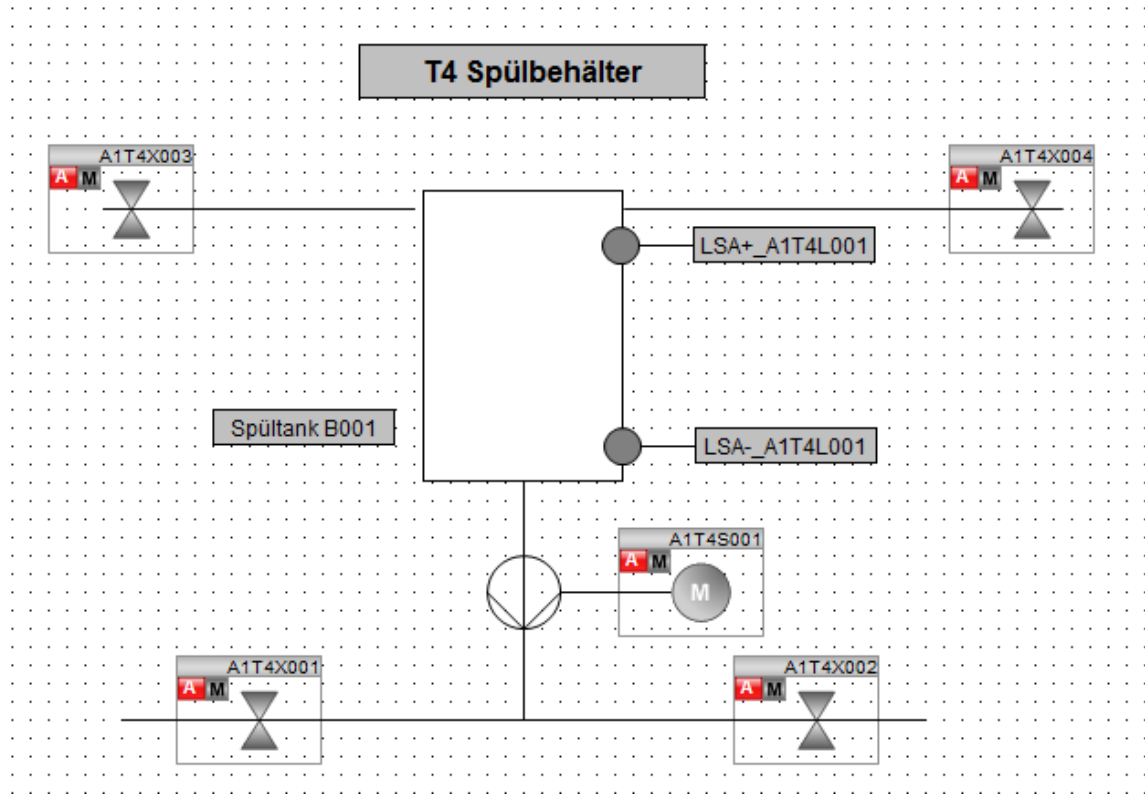 T4 Spülbehälter
A1T4X003
A M
A1T4X004
A M
LSA+_A1T4L001
Spültank B001
LSA-_A1T4L001
A1T4S001
A M
M
A1T4X001
A M
A1T4X002
A M